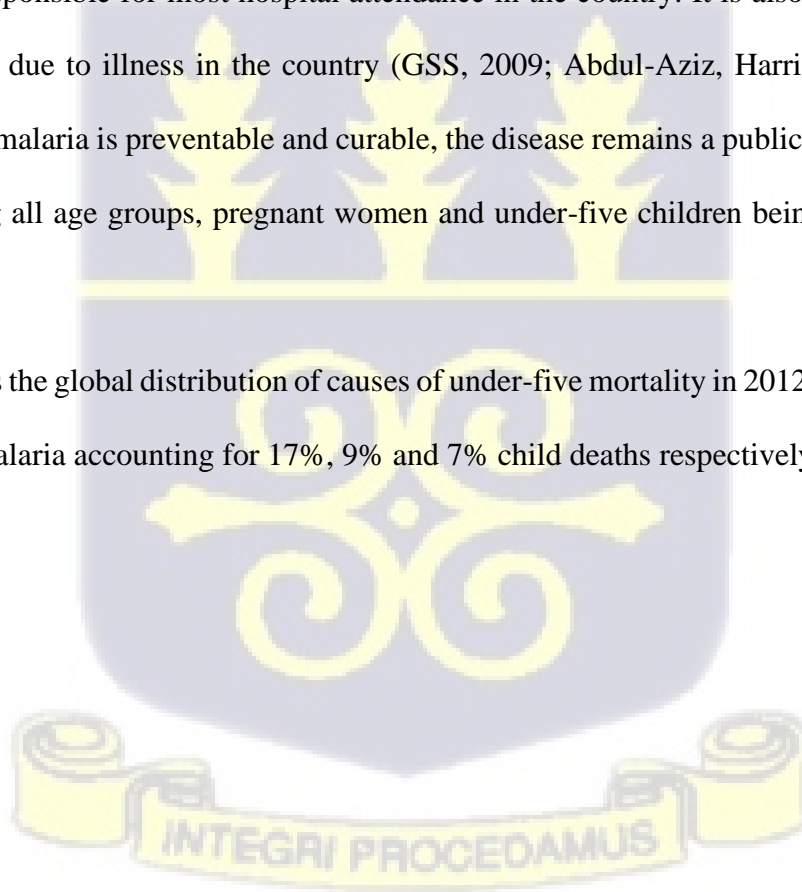 responsible for most hospital attendance in the country. It is also
due to illness in the country (GSS, 2009; Abdul-Aziz, Harri
malaria is preventable and curable, the disease remains a public
all age groups, pregnant women and under-five children bein
the global distribution of causes of under-five mortality in 2012
alaria accounting for 17%, 9% and 7% child deaths respectively
INTEGRI PROCEDAMUS